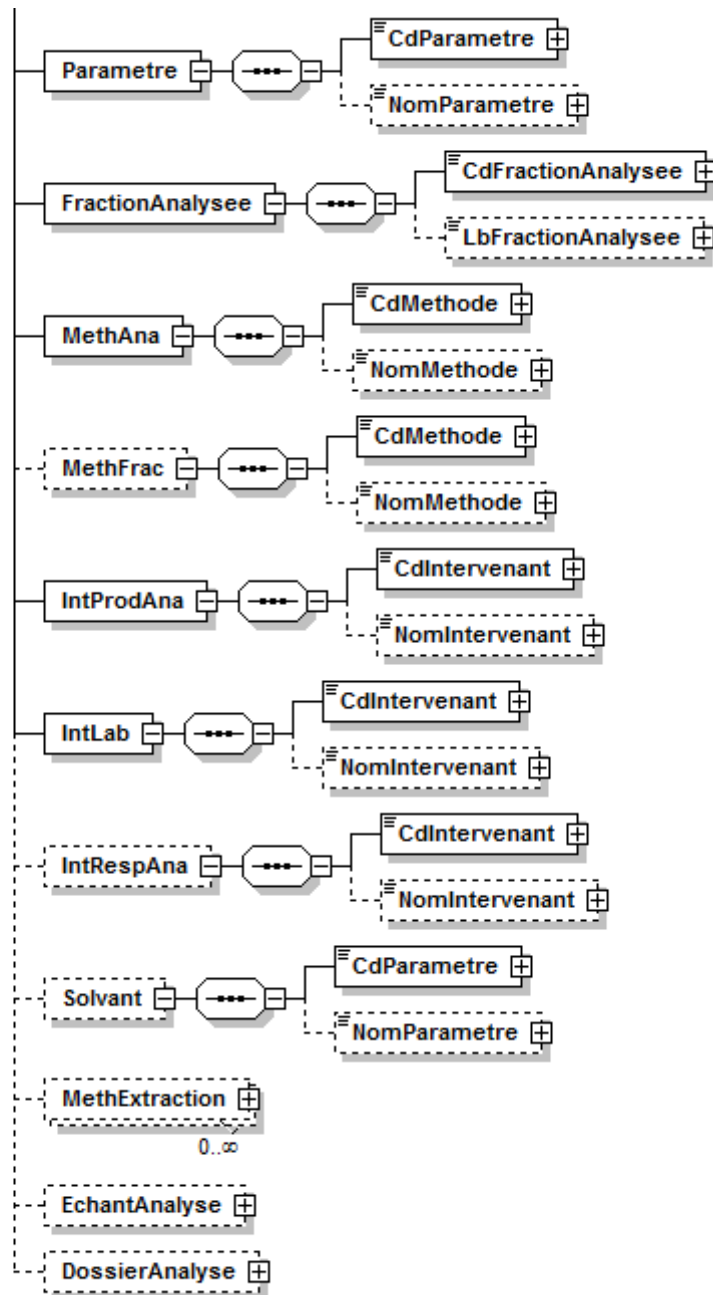 CdParametre
Parametre
NomParametre
CdFractionAnalysee
FractionAnalysee
LbFractionAnalysee
CdMethode
MethAna
NomMethode
CdMethode
MethFrac
NomMethode
CdIntervenant
IntProdAna
NomIntervenant
CdIntervenant
IntLab
NomIntervenant
CdIntervenant
IntRespAna
NomIntervenant
CdParametre
Solvant
NomParametre
MethExtraction
0..∞
EchantAnalyse
DossierAnalyse